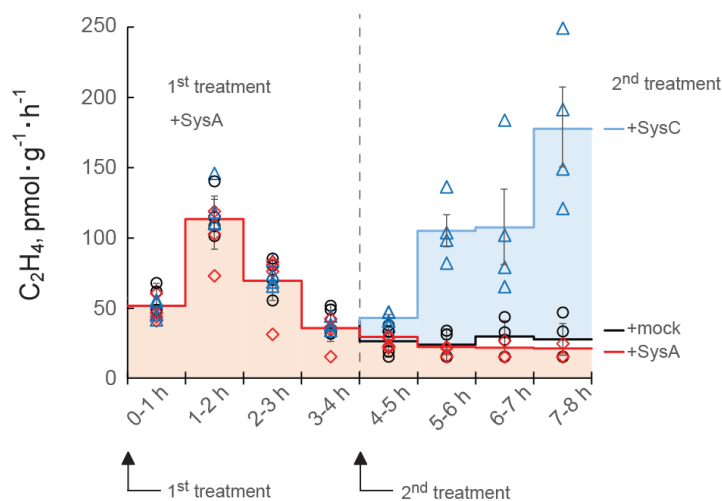 250
200
150
100
50
0
C₂H₄, pmol·g⁻¹·h⁻¹
1st treatment
+SysA
2nd treatment
+SysC
+mock
+SysA
0-1 h
1-2 h
2-3 h
3-4 h
4-5 h
5-6 h
6-7 h
7-8 h
1st treatment
2nd treatment